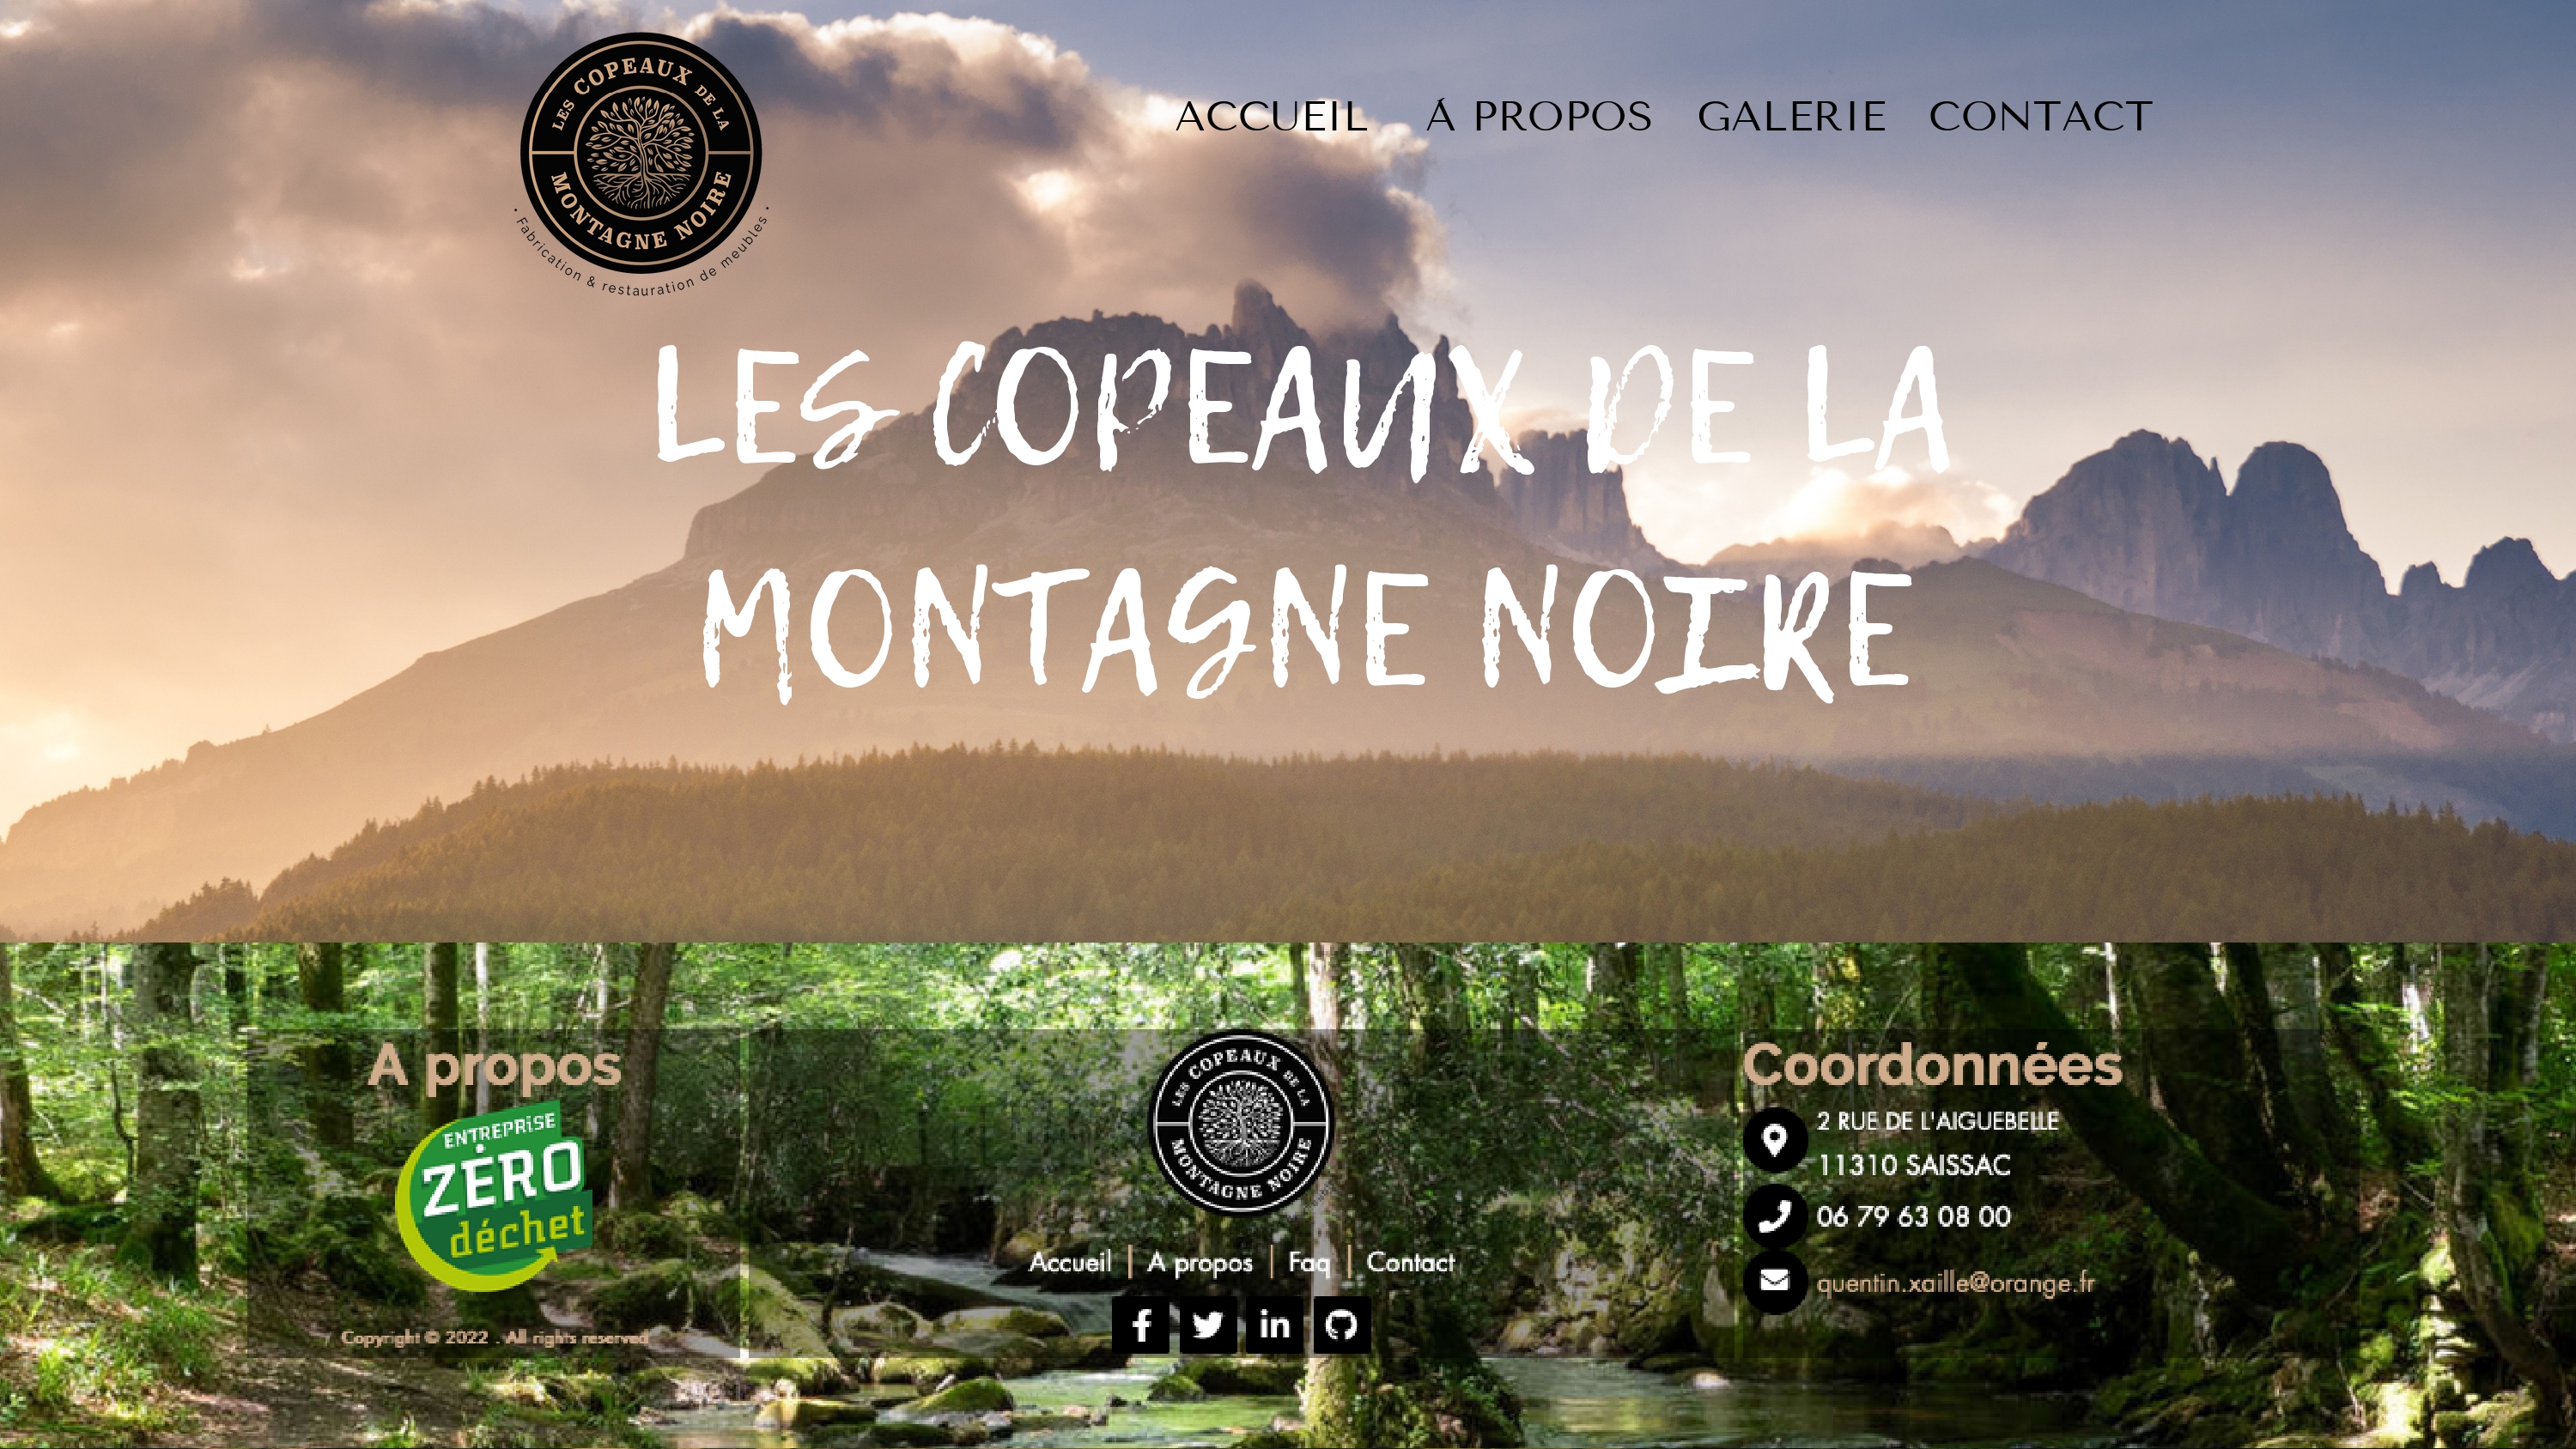 LES COPEAUX DE LA
MONTAGNE NOIRE
· Fabrication & restauration de meubles ·
ACCUEIL Á PROPOS GALERIE CONTACT
LES COPEAUX DE LA
MONTAGNE NOIRE
A propos
ENTREPRiSE
ZÉRO
déchet
Copyright © 2022 . All rights reserved
LES COPEAUX DE LA
MONTAGNE NOIRE
Accueil | A propos | Faq | Contact
Coordonnées
2 RUE DE L'AIGUEBELLE
11310 SAISSAC
06 79 63 08 00
quentin.xaille@orange.fr